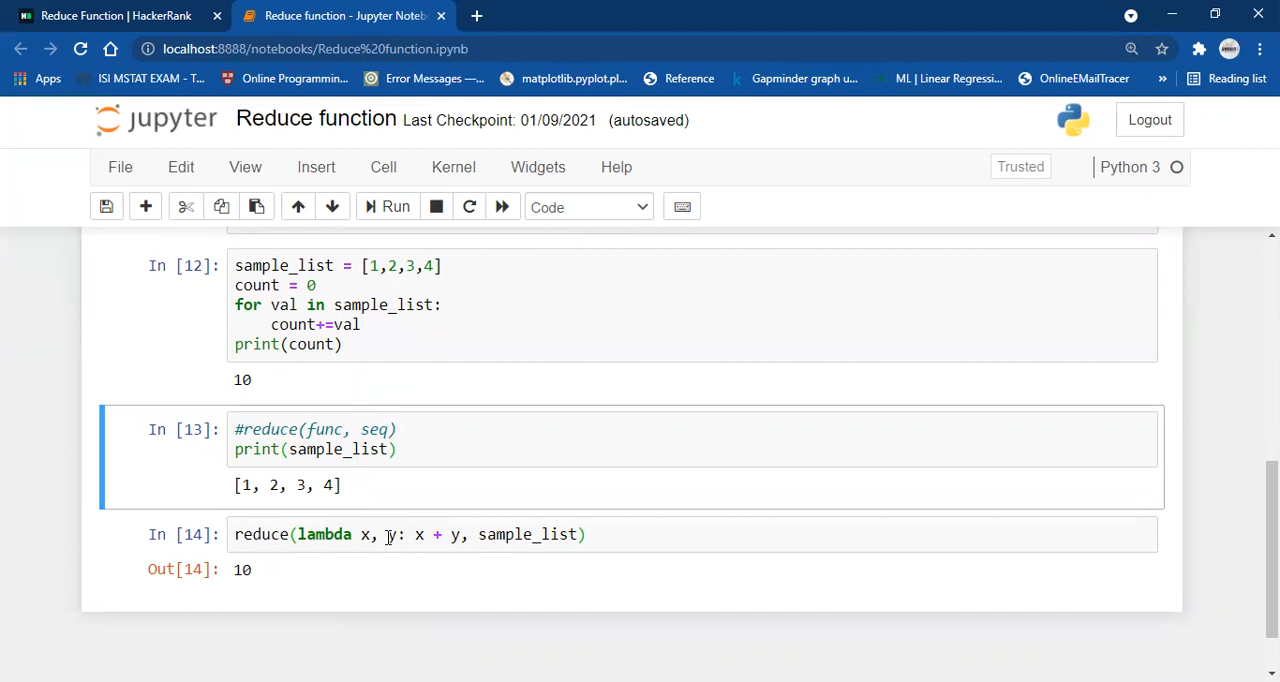 Reduce Function | HackerRank
Reduce function - Jupyter Noteb
localhost:8888/notebooks/Reduce%20function.ipynb
Apps
ISI MSTAT EXAM - T...
Online Programmin...
Error Messages —...
matplotlib.pyplot.pl...
Reference
Gapminder graph u...
ML | Linear Regressi...
OnlineEMailTracer
»
Reading list
jupyter
Reduce function Last Checkpoint: 01/09/2021 (autosaved)
Logout
File Edit View Insert Cell Kernel Widgets Help
Trusted
Python 3
Run
Code
In [12]: sample_list = [1,2,3,4]
count = 0
for val in sample_list:
    count+=val
print(count)
10
In [13]: #reduce(func, seq)
print(sample_list)
[1, 2, 3, 4]
In [14]: reduce(lambda x, y: x + y, sample_list)
Out[14]: 10